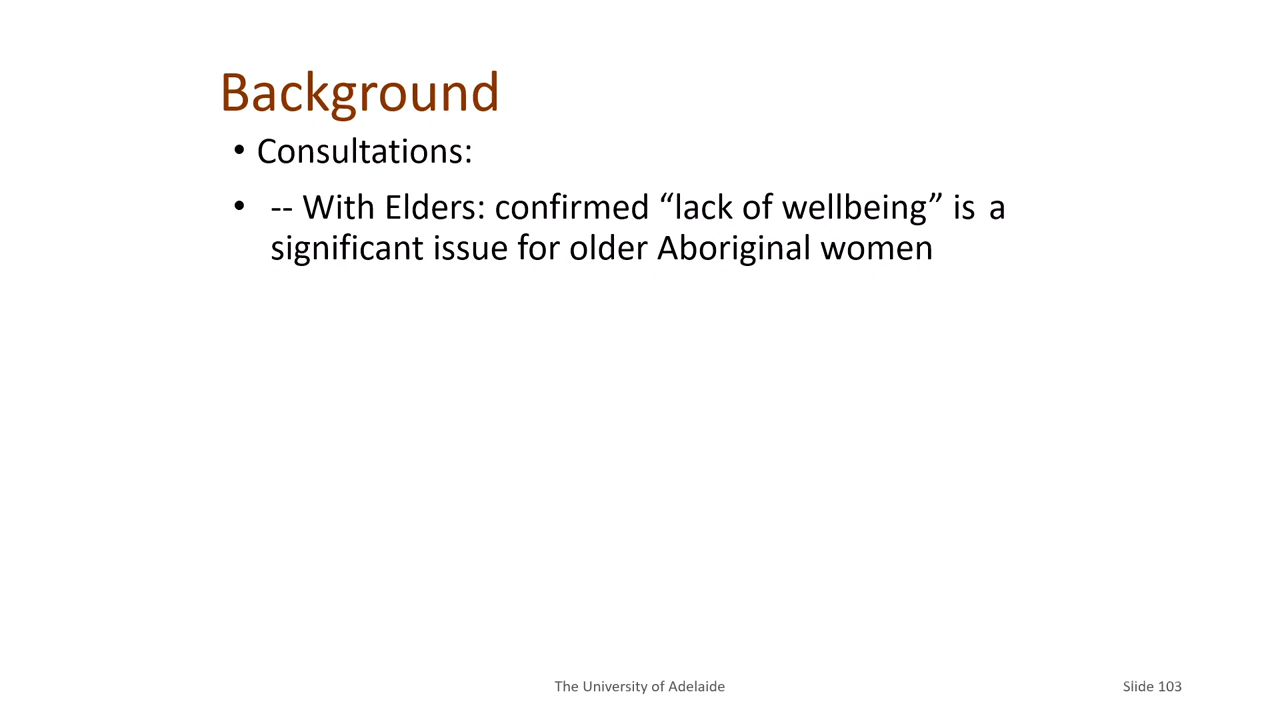 Background
• Consultations:
• -- With Elders: confirmed “lack of wellbeing” is a
significant issue for older Aboriginal women
The University of Adelaide
Slide 103